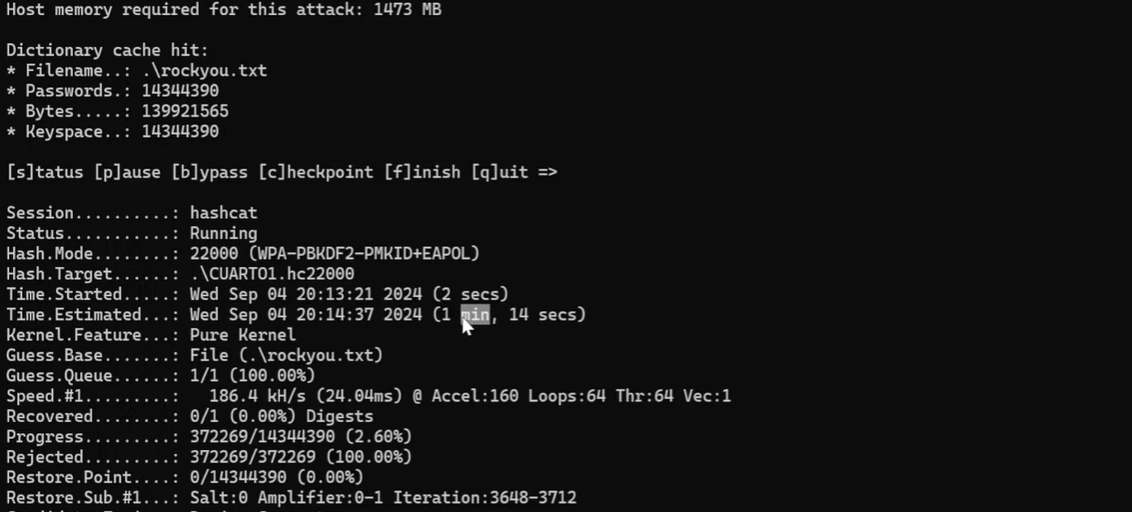 Host memory required for this attack: 1473 MB
Dictionary cache hit:
* Filename..: .\rockyou.txt
* Passwords.: 14344390
* Bytes.....: 139921565
* Keyspace..: 14344390
[s]tatus [p]ause [b]ypass [c]heckpoint [f]inish [q]uit =>
Session..........: hashcat
Status...........: Running
Hash.Mode........: 22000 (WPA-PBKDF2-PMKID+EAPOL)
Hash.Target......: .\CUARTO1.hc22000
Time.Started.....: Wed Sep 04 20:13:21 2024 (2 secs)
Time.Estimated...: Wed Sep 04 20:14:37 2024 (1 min, 14 secs)
Kernel.Feature...: Pure Kernel
Guess.Base.......: File (.\rockyou.txt)
Guess.Queue......: 1/1 (100.00%)
Speed.#1.........:   186.4 kH/s (24.04ms) @ Accel:160 Loops:64 Thr:64 Vec:1
Recovered........: 0/1 (0.00%) Digests
Progress.........: 372269/14344390 (2.60%)
Rejected.........: 372269/372269 (100.00%)
Restore.Point....: 0/14344390 (0.00%)
Restore.Sub.#1...: Salt:0 Amplifier:0-1 Iteration:3648-3712